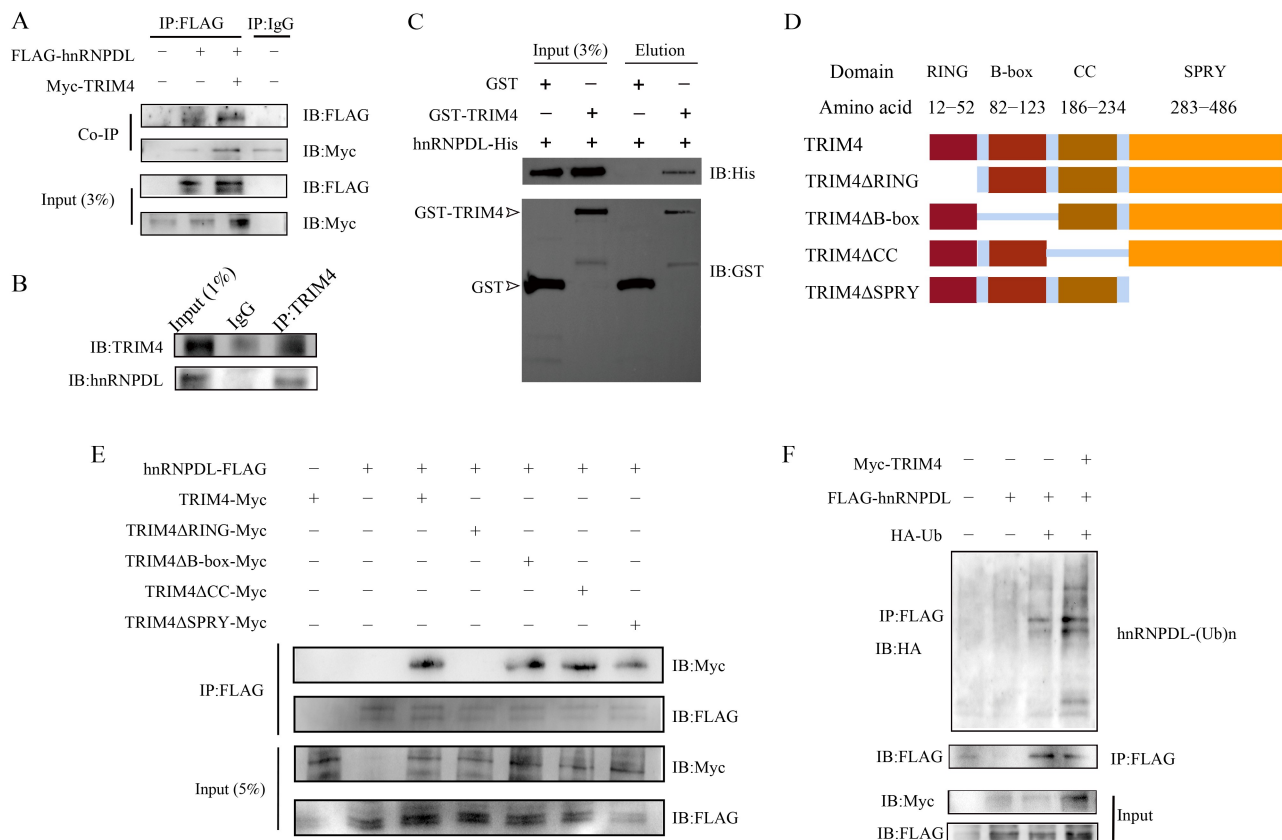 A
IP:FLAG IP:IgG
FLAG-hnRNPDL − + + −
Myc-TRIM4 − − + −
Co-IP
IB:FLAG
IB:Myc
Input (3%)
IB:FLAG
IB:Myc
B
Input (1%) IgG IP:TRIM4
IB:TRIM4
IB:hnRNPDL
C
Input (3%) Elution
GST + − + −
GST-TRIM4 − + − +
hnRNPDL-His + + + +
IB:His
GST-TRIM4
IB:GST
GST
D
Domain RING B-box CC SPRY
Amino acid 12−52 82−123 186−234 283−486
TRIM4
TRIM4ΔRING
TRIM4ΔB-box
TRIM4ΔCC
TRIM4ΔSPRY
E
hnRNPDL-FLAG − + + + + + +
TRIM4-Myc + − + − − − −
TRIM4ΔRING-Myc − − − + − − −
TRIM4ΔB-box-Myc − − − − + − −
TRIM4ΔCC-Myc − − − − − + −
TRIM4ΔSPRY-Myc − − − − − − +
IP:FLAG
IB:Myc
IB:FLAG
Input (5%)
IB:Myc
IB:FLAG
F
Myc-TRIM4 − − − +
FLAG-hnRNPDL − + + +
HA-Ub − − + +
IP:FLAG
IB:HA
hnRNPDL-(Ub)n
IB:FLAG IP:FLAG
IB:Myc
Input
IB:FLAG